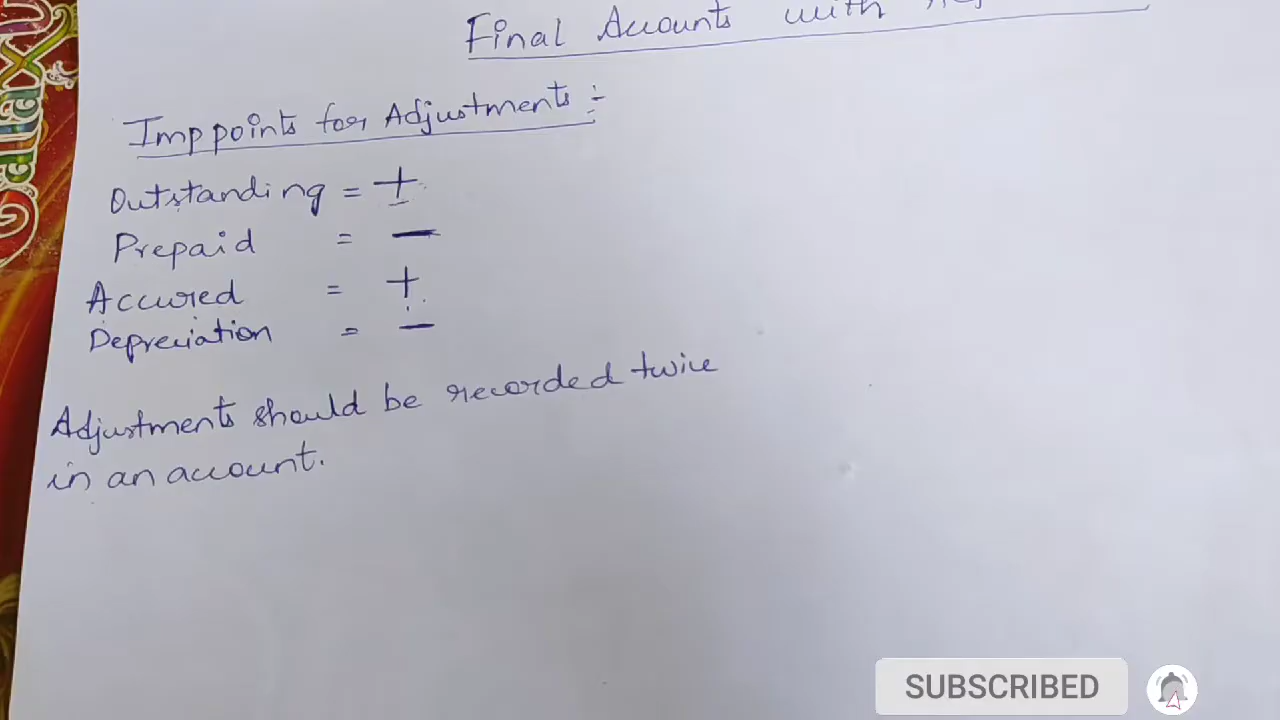 Final Accounts with
Imp points for Adjustments :-
Outstanding = +
Prepaid = -
Accured = +
Depreciation = -
Adjustments should be recorded twice
in an account.
SUBSCRIBED